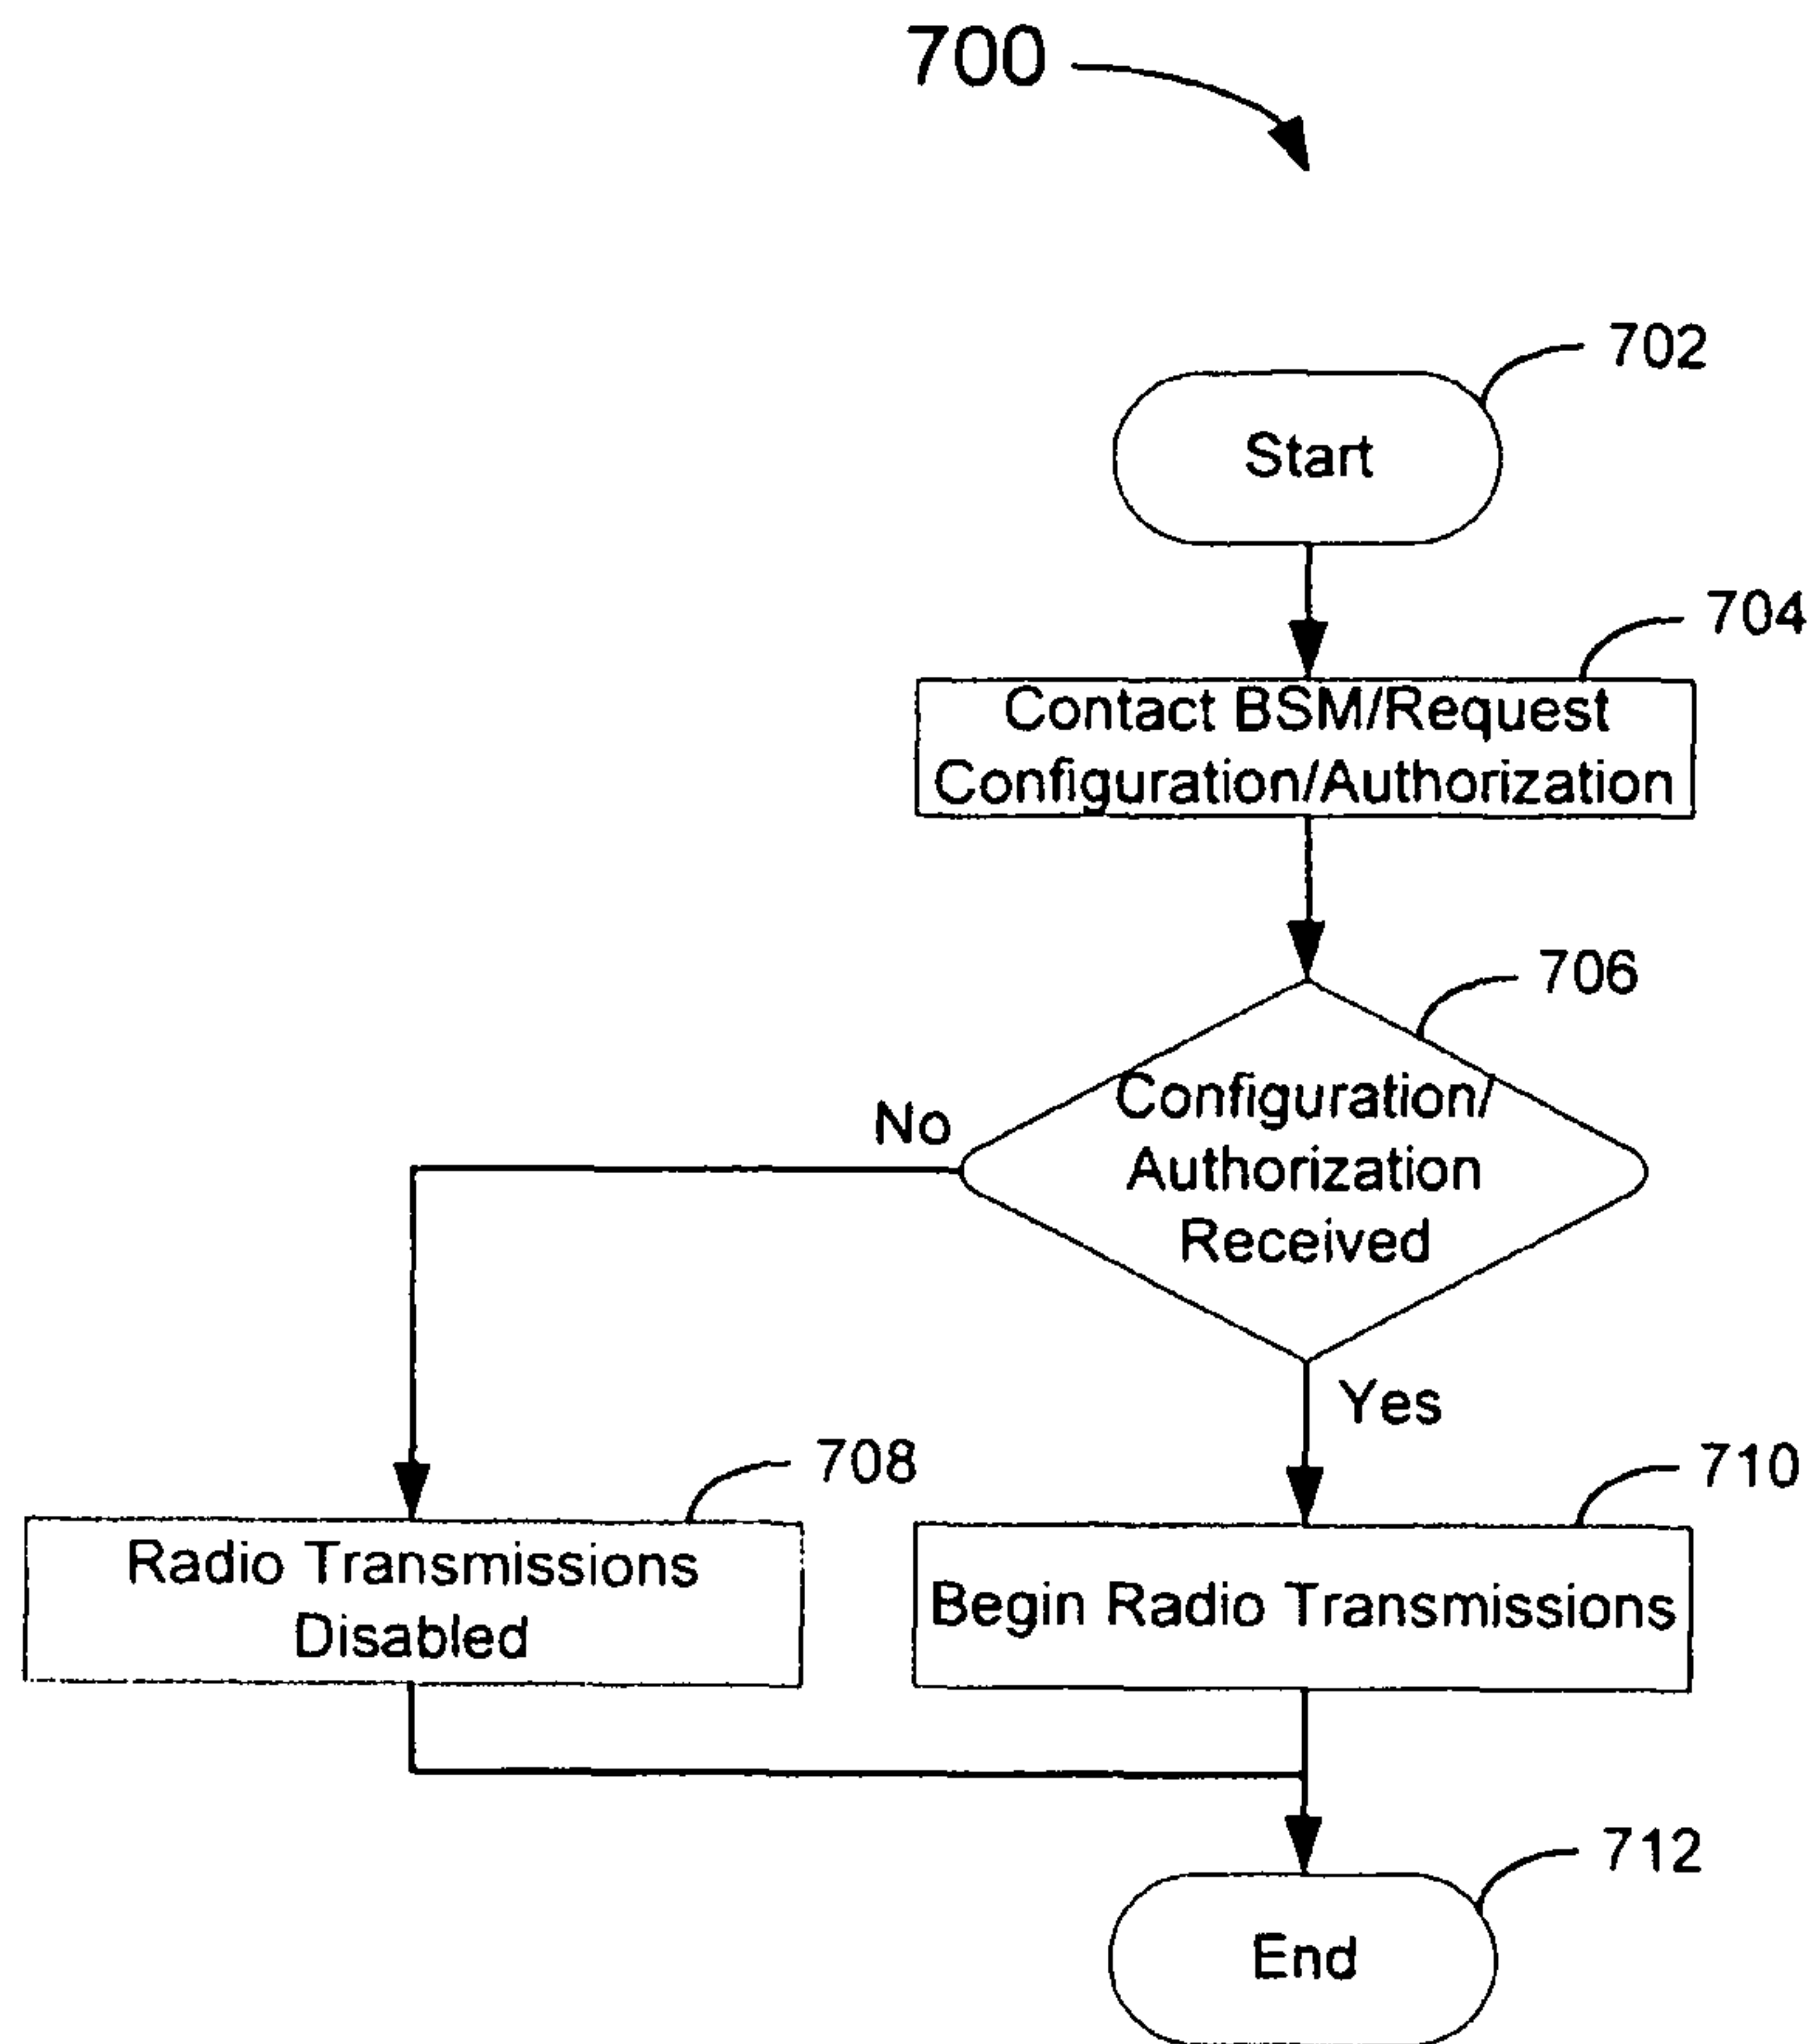 700
702
Start
704
Contact BSM/Request
Configuration/Authorization
706
Configuration/
Authorization
Received
No
Yes
708
Radio Transmissions
Disabled
710
Begin Radio Transmissions
712
End